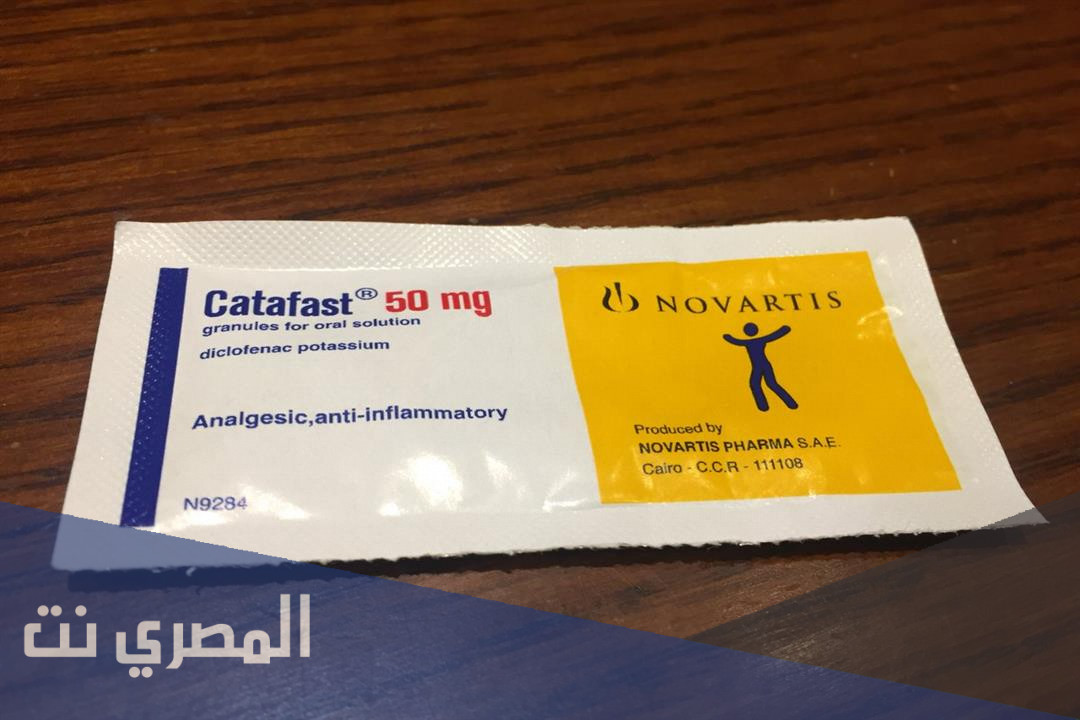 Catafast® 50 mg
granules for oral solution
diclofenac potassium
Analgesic,anti-inflammatory
N9284
NOVARTIS
Produced by
NOVARTIS PHARMA S.A.E.
Cairo - C.C.R - 111108
المصري نت